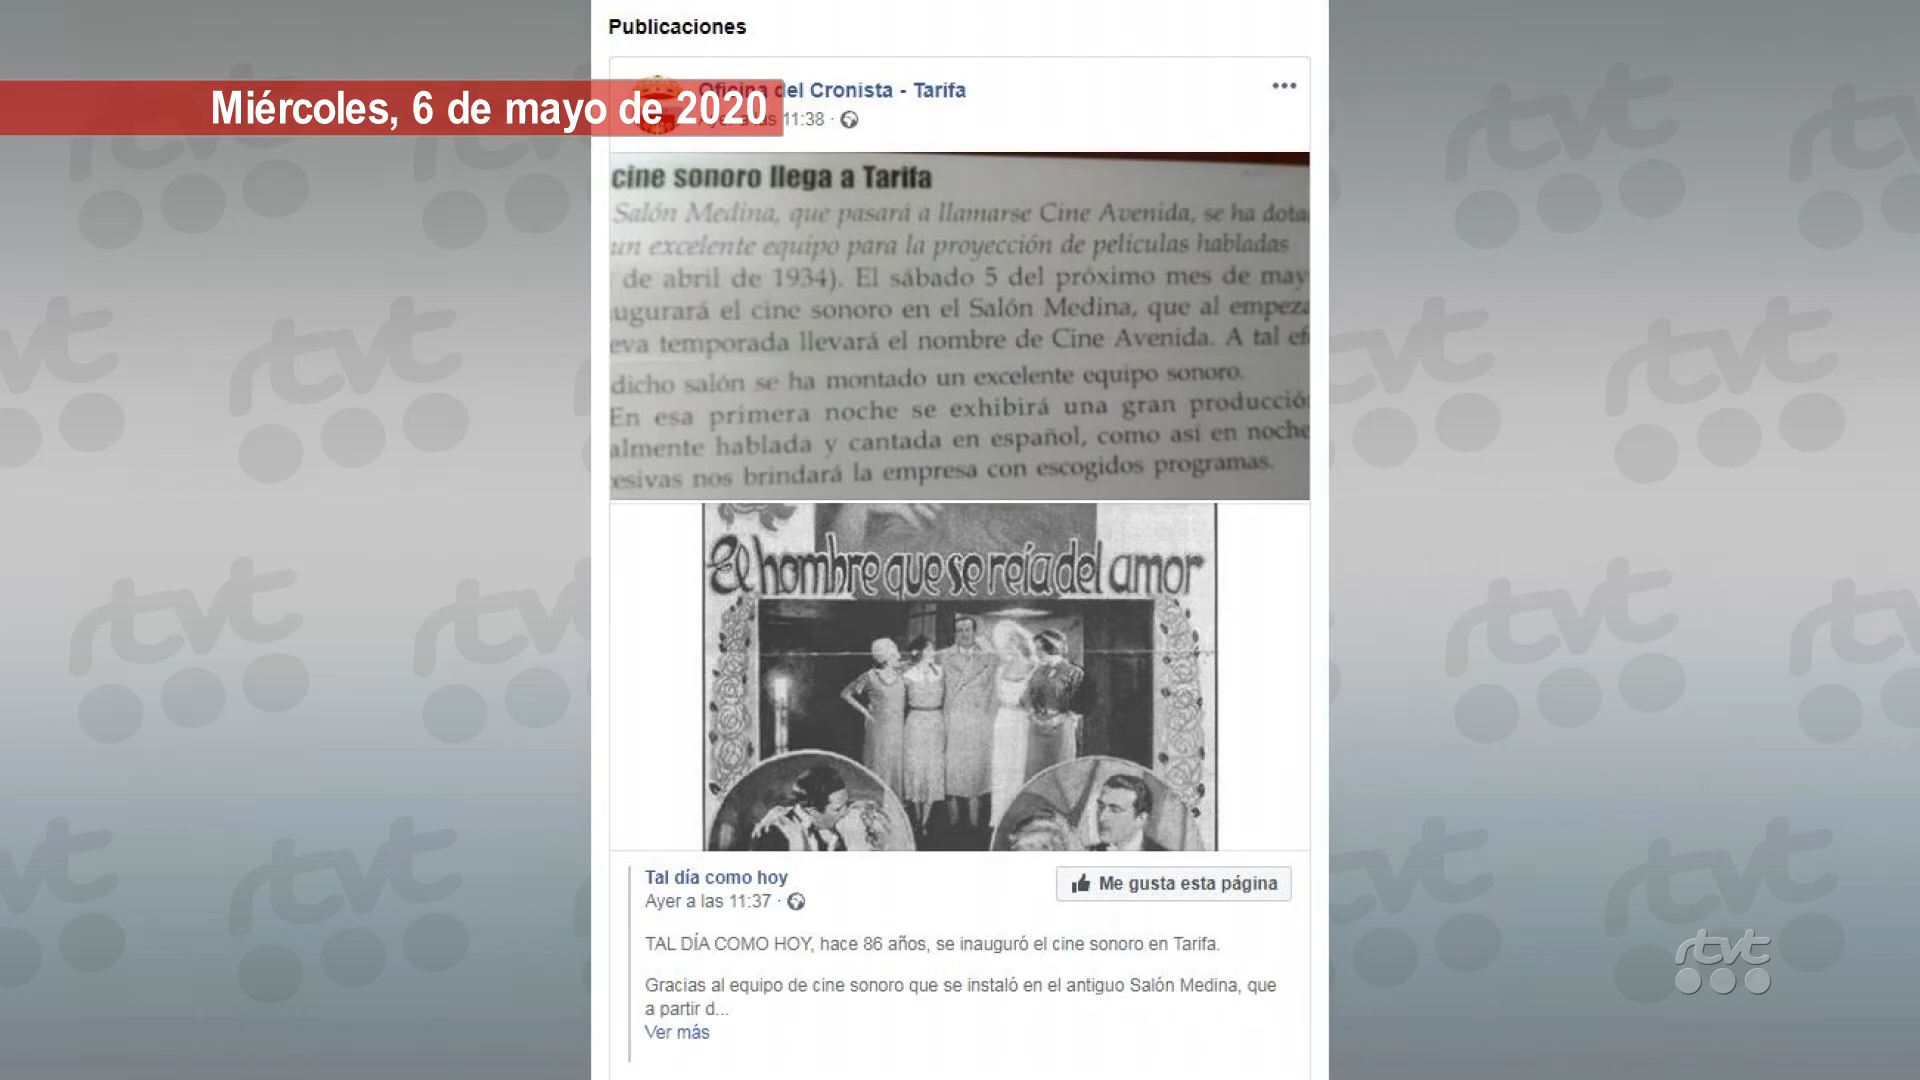 Publicaciones
Oficina del Cronista - Tarifa
Miércoles, 6 de mayo de 2020
Ayer a las 11:38 ·
cine sonoro llega a Tarifa
Salón Medina, que pasará a llamarse Cine Avenida, se ha dota
un excelente equipo para la proyección de películas habladas
de abril de 1934). El sábado 5 del próximo mes de may
ugurará el cine sonoro en el Salón Medina, que al empeza
eva temporada llevará el nombre de Cine Avenida. A tal efe
dicho salón se ha montado un excelente equipo sonoro.
En esa primera noche se exhibirá una gran producción
almente hablada y cantada en español, como así en noche
esivas nos brindará la empresa con escogidos programas.
El hombre que se reía del amor
Tal día como hoy
Me gusta esta página
Ayer a las 11:37 ·
TAL DÍA COMO HOY, hace 86 años, se inauguró el cine sonoro en Tarifa.
Gracias al equipo de cine sonoro que se instaló en el antiguo Salón Medina, que
a partir d...
Ver más
rtvt